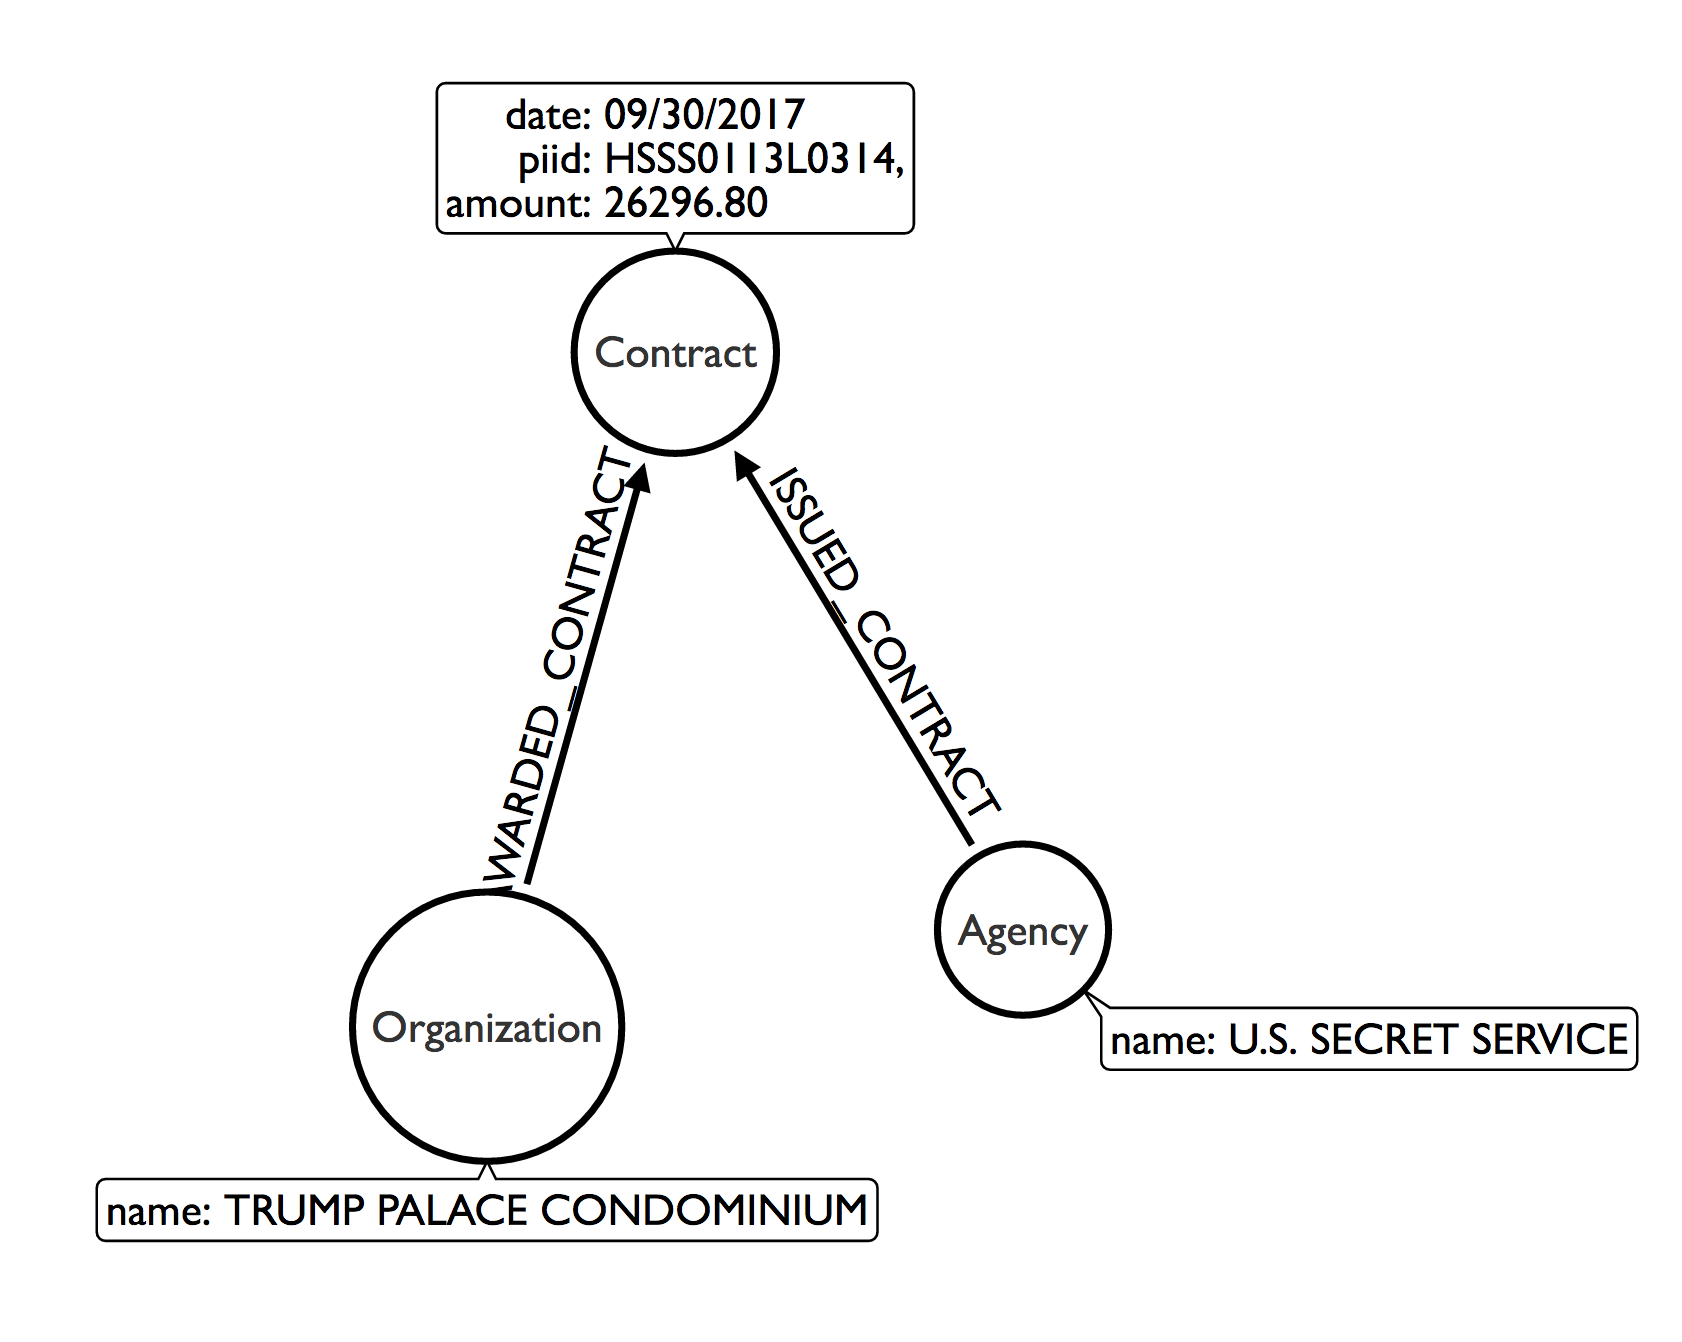 date: 09/30/2017
piid: HSSS0113L0314,
amount: 26296.80
Contract
WARDED_CONTRACT
ISSUED_CONTRACT
Agency
Organization
name: U.S. SECRET SERVICE
name: TRUMP PALACE CONDOMINIUM